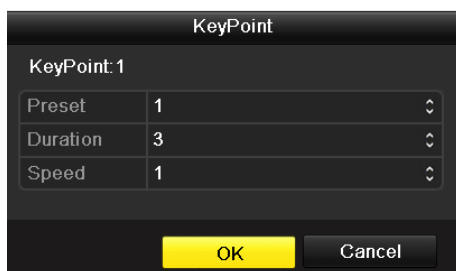 KeyPoint
KeyPoint:1
Preset 1
Duration 3
Speed 1
OK Cancel